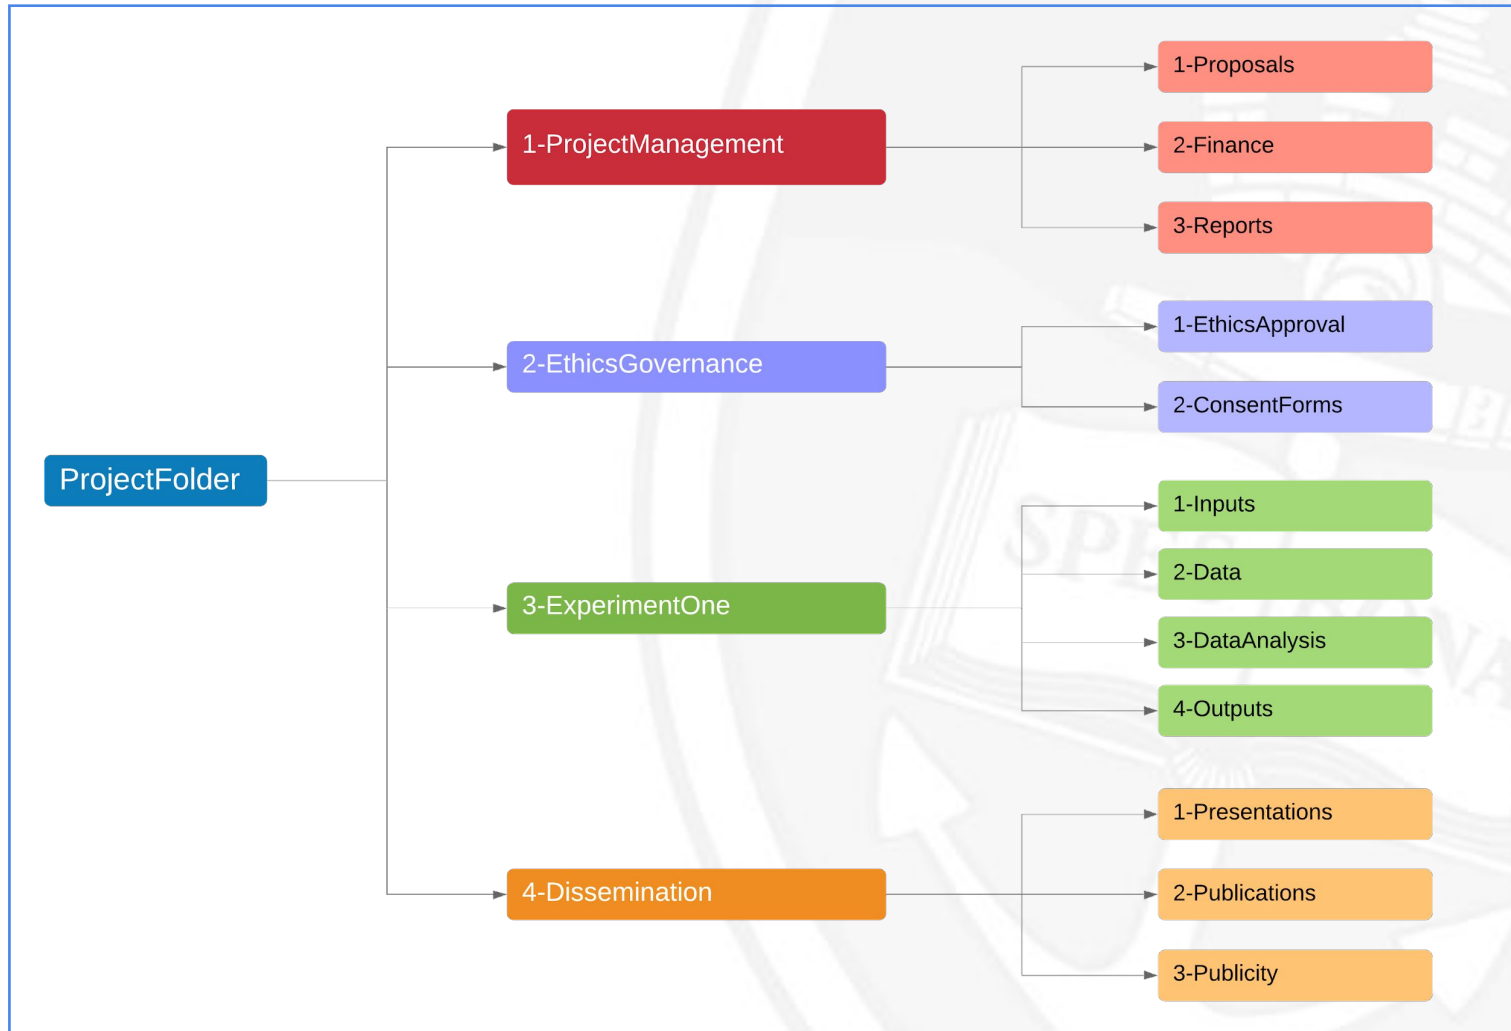 ProjectFolder
1-ProjectManagement
1-Proposals
2-Finance
3-Reports
2-EthicsGovernance
1-EthicsApproval
2-ConsentForms
3-ExperimentOne
1-Inputs
2-Data
3-DataAnalysis
4-Outputs
4-Dissemination
1-Presentations
2-Publications
3-Publicity
SPES